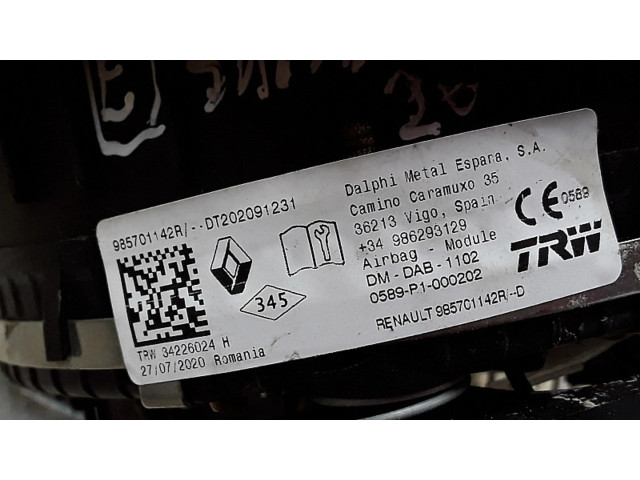 E
20
985701142R/--DT202091231
345
TRW 34226024 H
27/07/2020 Romania
Dalphi Metal Espana, S.A.
Camino Caramuxo 35
36213 Vigo, Spain
+34 986293129
Airbag - Module
DM-DAB-1102
0589-P1-000202
RENAULT 985701142R/--D
CE 0589
TRW